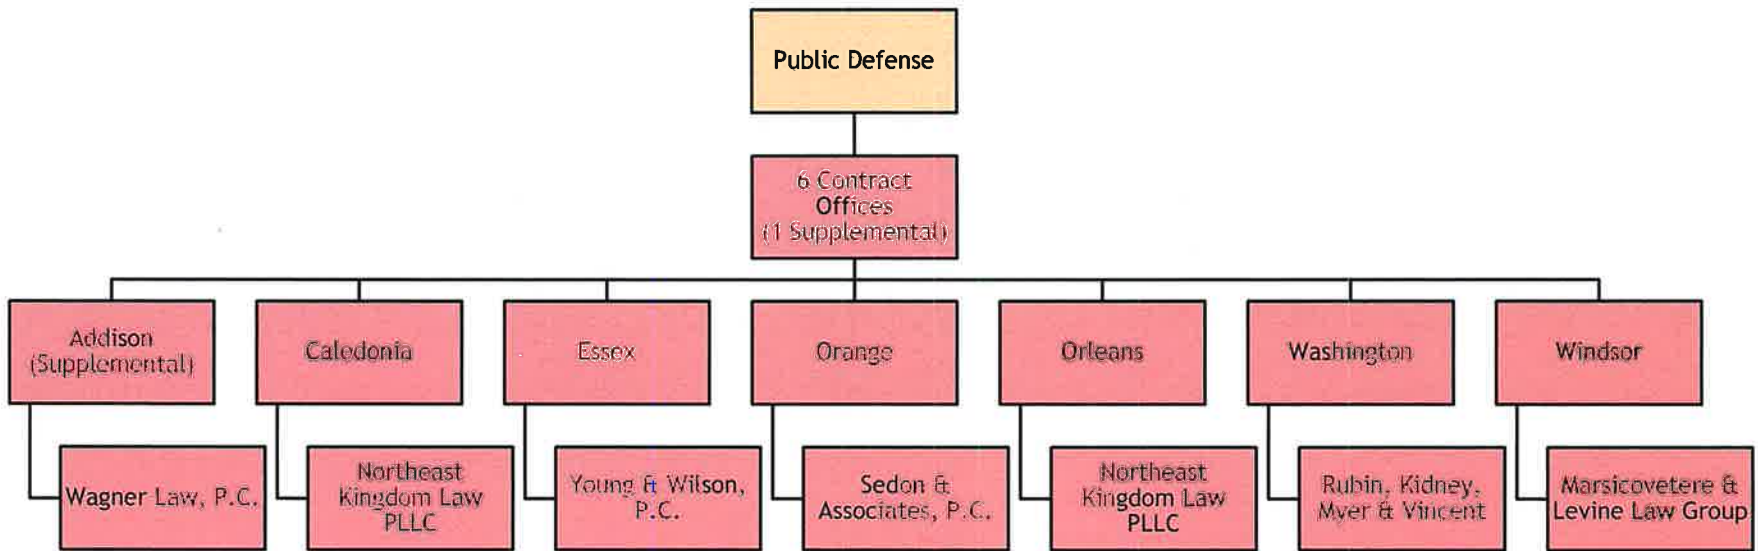 Public Defense
6 Contract
Offices
(1 Supplemental)
Addison
(Supplemental)
Caledonia
Essex
Orange
Orleans
Washington
Windsor
Wagner Law, P.C.
Northeast
Kingdom Law
PLLC
Young & Wilson,
P.C.
Sedon &
Associates, P.C.
Northeast
Kingdom Law
PLLC
Rubin, Kidney,
Myer & Vincent
Marsicovetere &
Levine Law Group